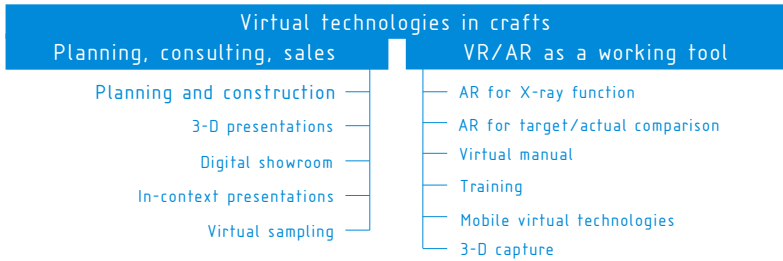 Virtual technologies in crafts
Planning, consulting, sales
Planning and construction
3-D presentations
Digital showroom
In-context presentations
Virtual sampling
VR/AR as a working tool
AR for X-ray function
AR for target/actual comparison
Virtual manual
Training
Mobile virtual technologies
3-D capture